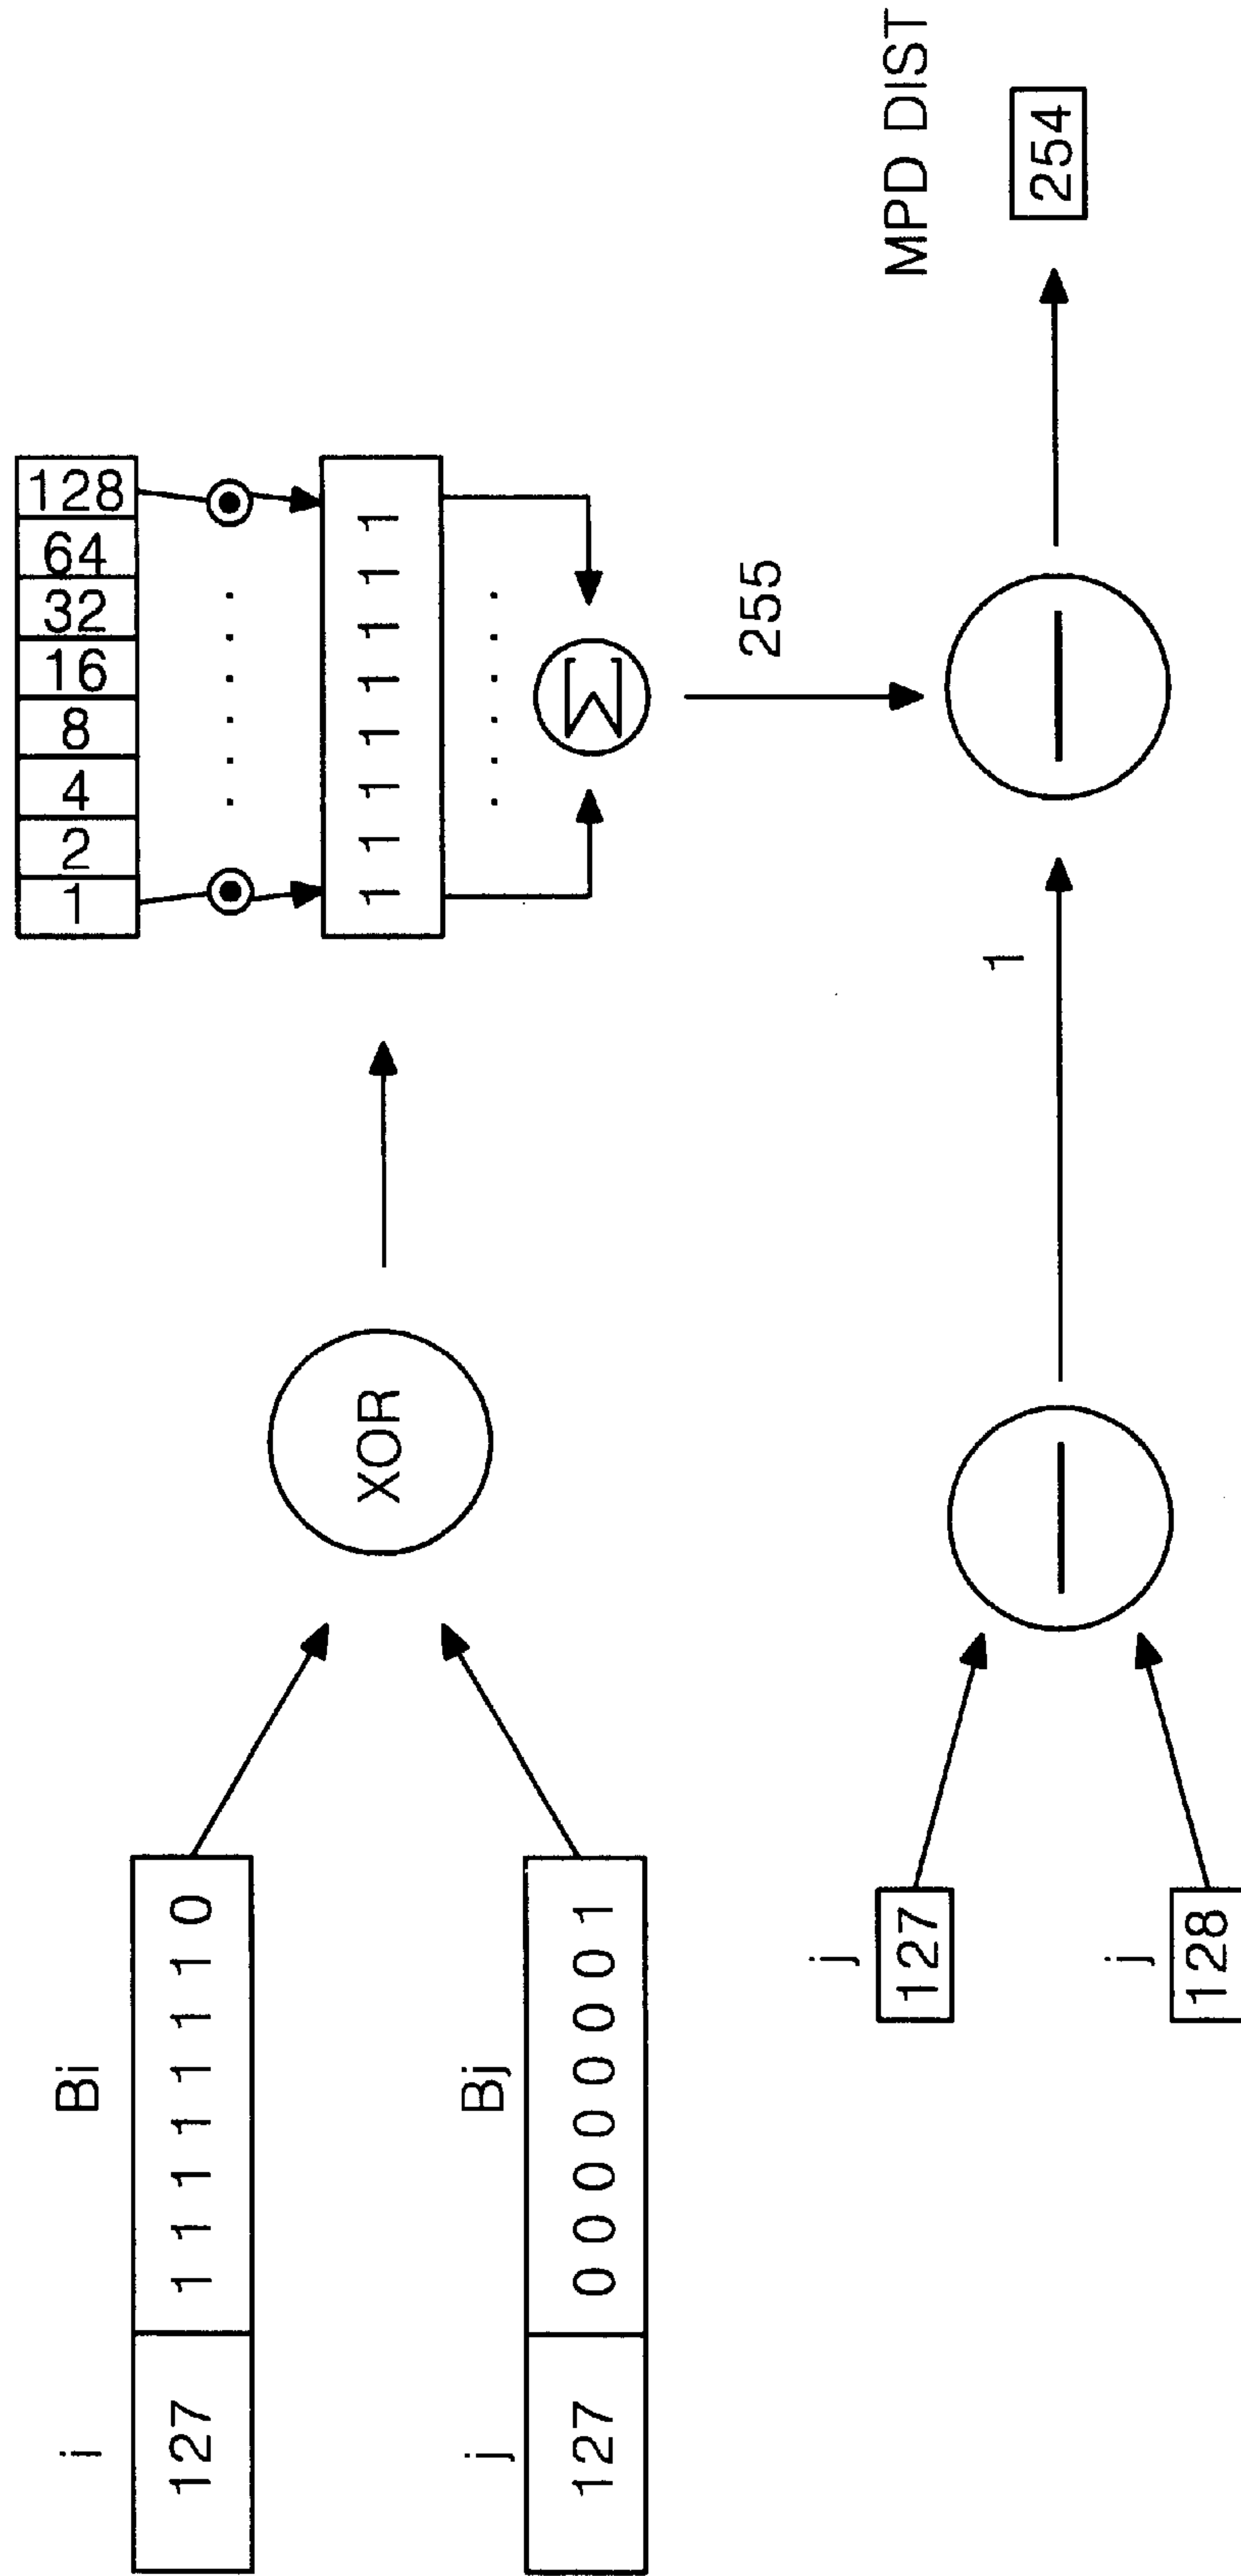 i Bi
127 1 1 1 1 1 1 1 0
j Bj
127 0 0 0 0 0 0 0 1
XOR
1 2 4 8 16 32 64 128
. . . . . .
1 1 1 1 1 1 1 1
. . . . . .
Σ
255
j
127
j
128
—
1
—
MPD DIST
254